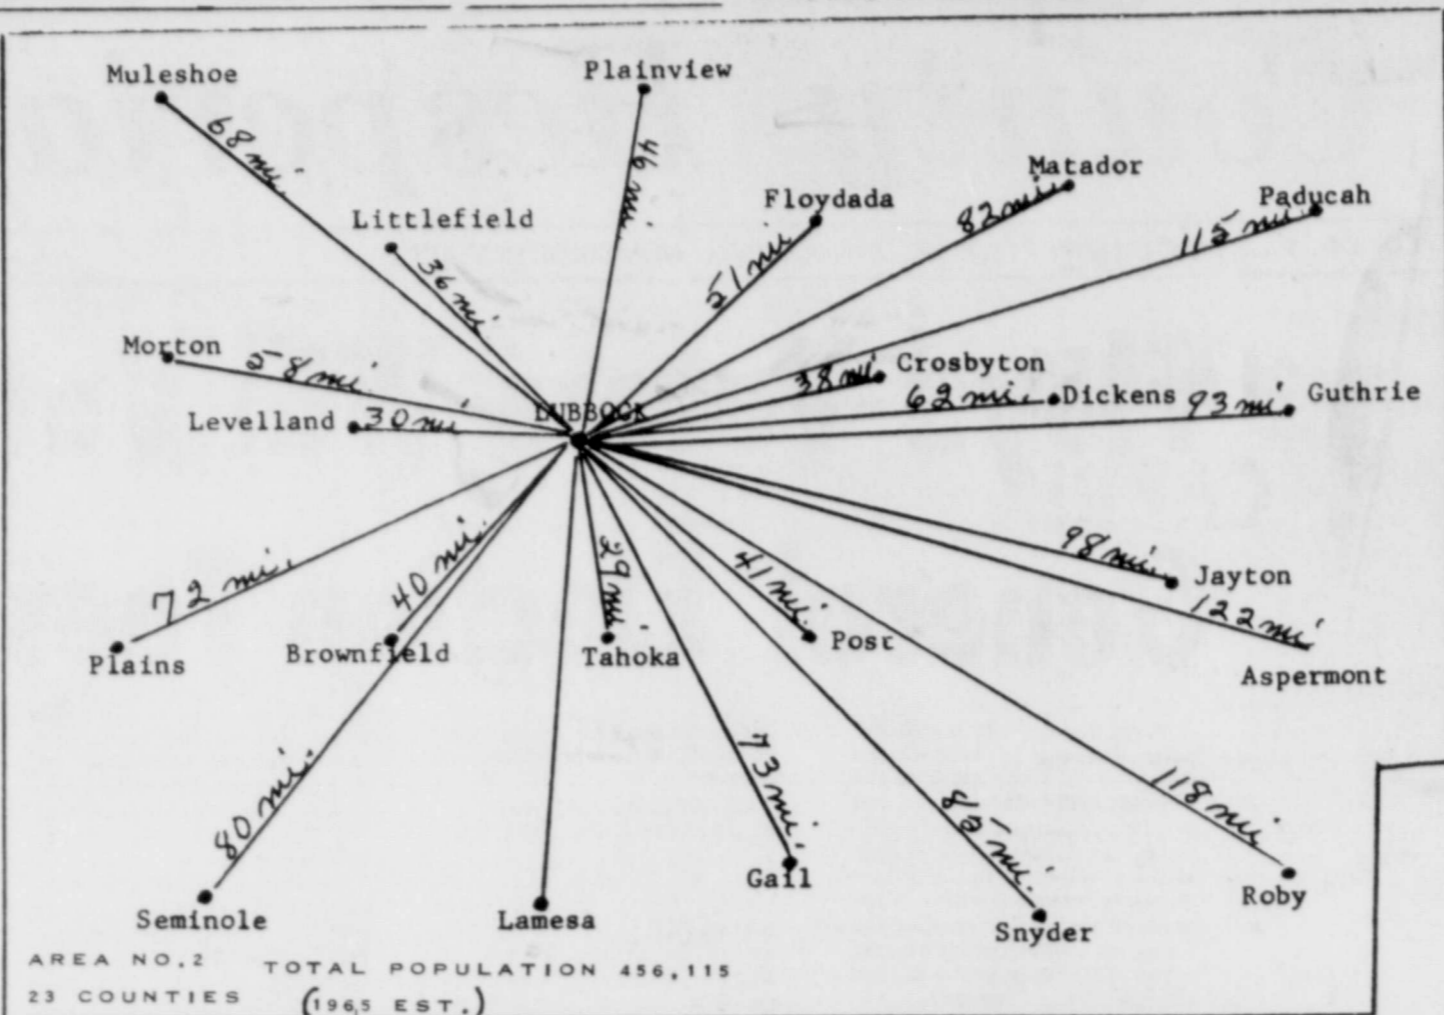 Muleshoe
Plainview
68 mi.
46 mi.
Matador
82 mi.
Paducah
115 mi.
Floydada
51 mi
Littlefield
36 mi
Morton
58 mi.
Crosbyton
38 mi
Dickens
62 mi.
Guthrie
93 mi
LUBBOCK
Levelland
30 mi
98 mi.
Jayton
122 mi
Aspermont
72 mi.
Plains
40 mi.
Brownfield
29 mi
Tahoka
41 mi.
Post
80 mi.
Seminole
Lamesa
73 mi.
Gail
85 mi.
Snyder
118 mi.
Roby
AREA NO.2 TOTAL POPULATION 456,115
23 COUNTIES (1965 EST.)